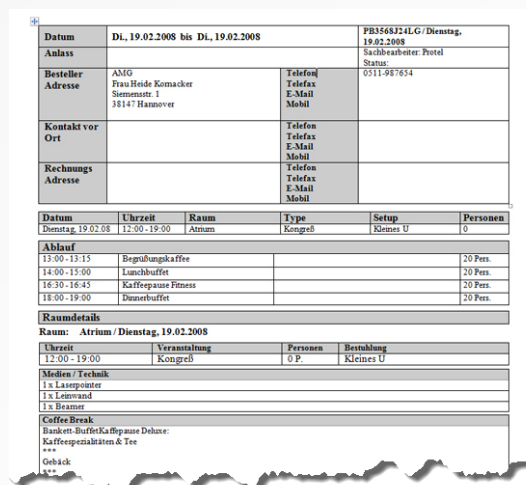 Datum Di., 19.02.2008 bis Di., 19.02.2008 PB3568J24LG / Dienstag,
19.02.2008
Anlass Sachbearbeiter: Protel
Status:
Besteller AMG Telefon 0511-987654
Adresse Frau Heide Kornacker Telefax
Siemensstr. 1 E-Mail
38147 Hannover Mobil
Kontakt vor Telefon
Ort Telefax
E-Mail
Mobil
Rechnungs Telefon
Adresse Telefax
E-Mail
Mobil
Datum Uhrzeit Raum Type Setup Personen
Dienstag, 19.02.08 12:00 - 19:00 Atrium Kongreß Kleines U 0
Ablauf
13:00 - 13:15 Begrüßungskaffee 20 Pers.
14:00 - 15:00 Lunchbuffet 20 Pers.
16:30 - 16:45 Kaffeepause Fitness 20 Pers.
18:00 - 19:00 Dinnerbuffet 20 Pers.
Raumdetails
Raum: Atrium / Dienstag, 19.02.2008
Uhrzeit Veranstaltung Personen Bestuhlung
12:00 - 19:00 Kongreß 0 P. Kleines U
Medien / Technik
1 x Laserpointer
1 x Leinwand
1 x Beamer
Coffee Break
Bankett-BuffetKaffepause Deluxe:
Kaffeespezialitäten & Tee
***
Gebäck
***